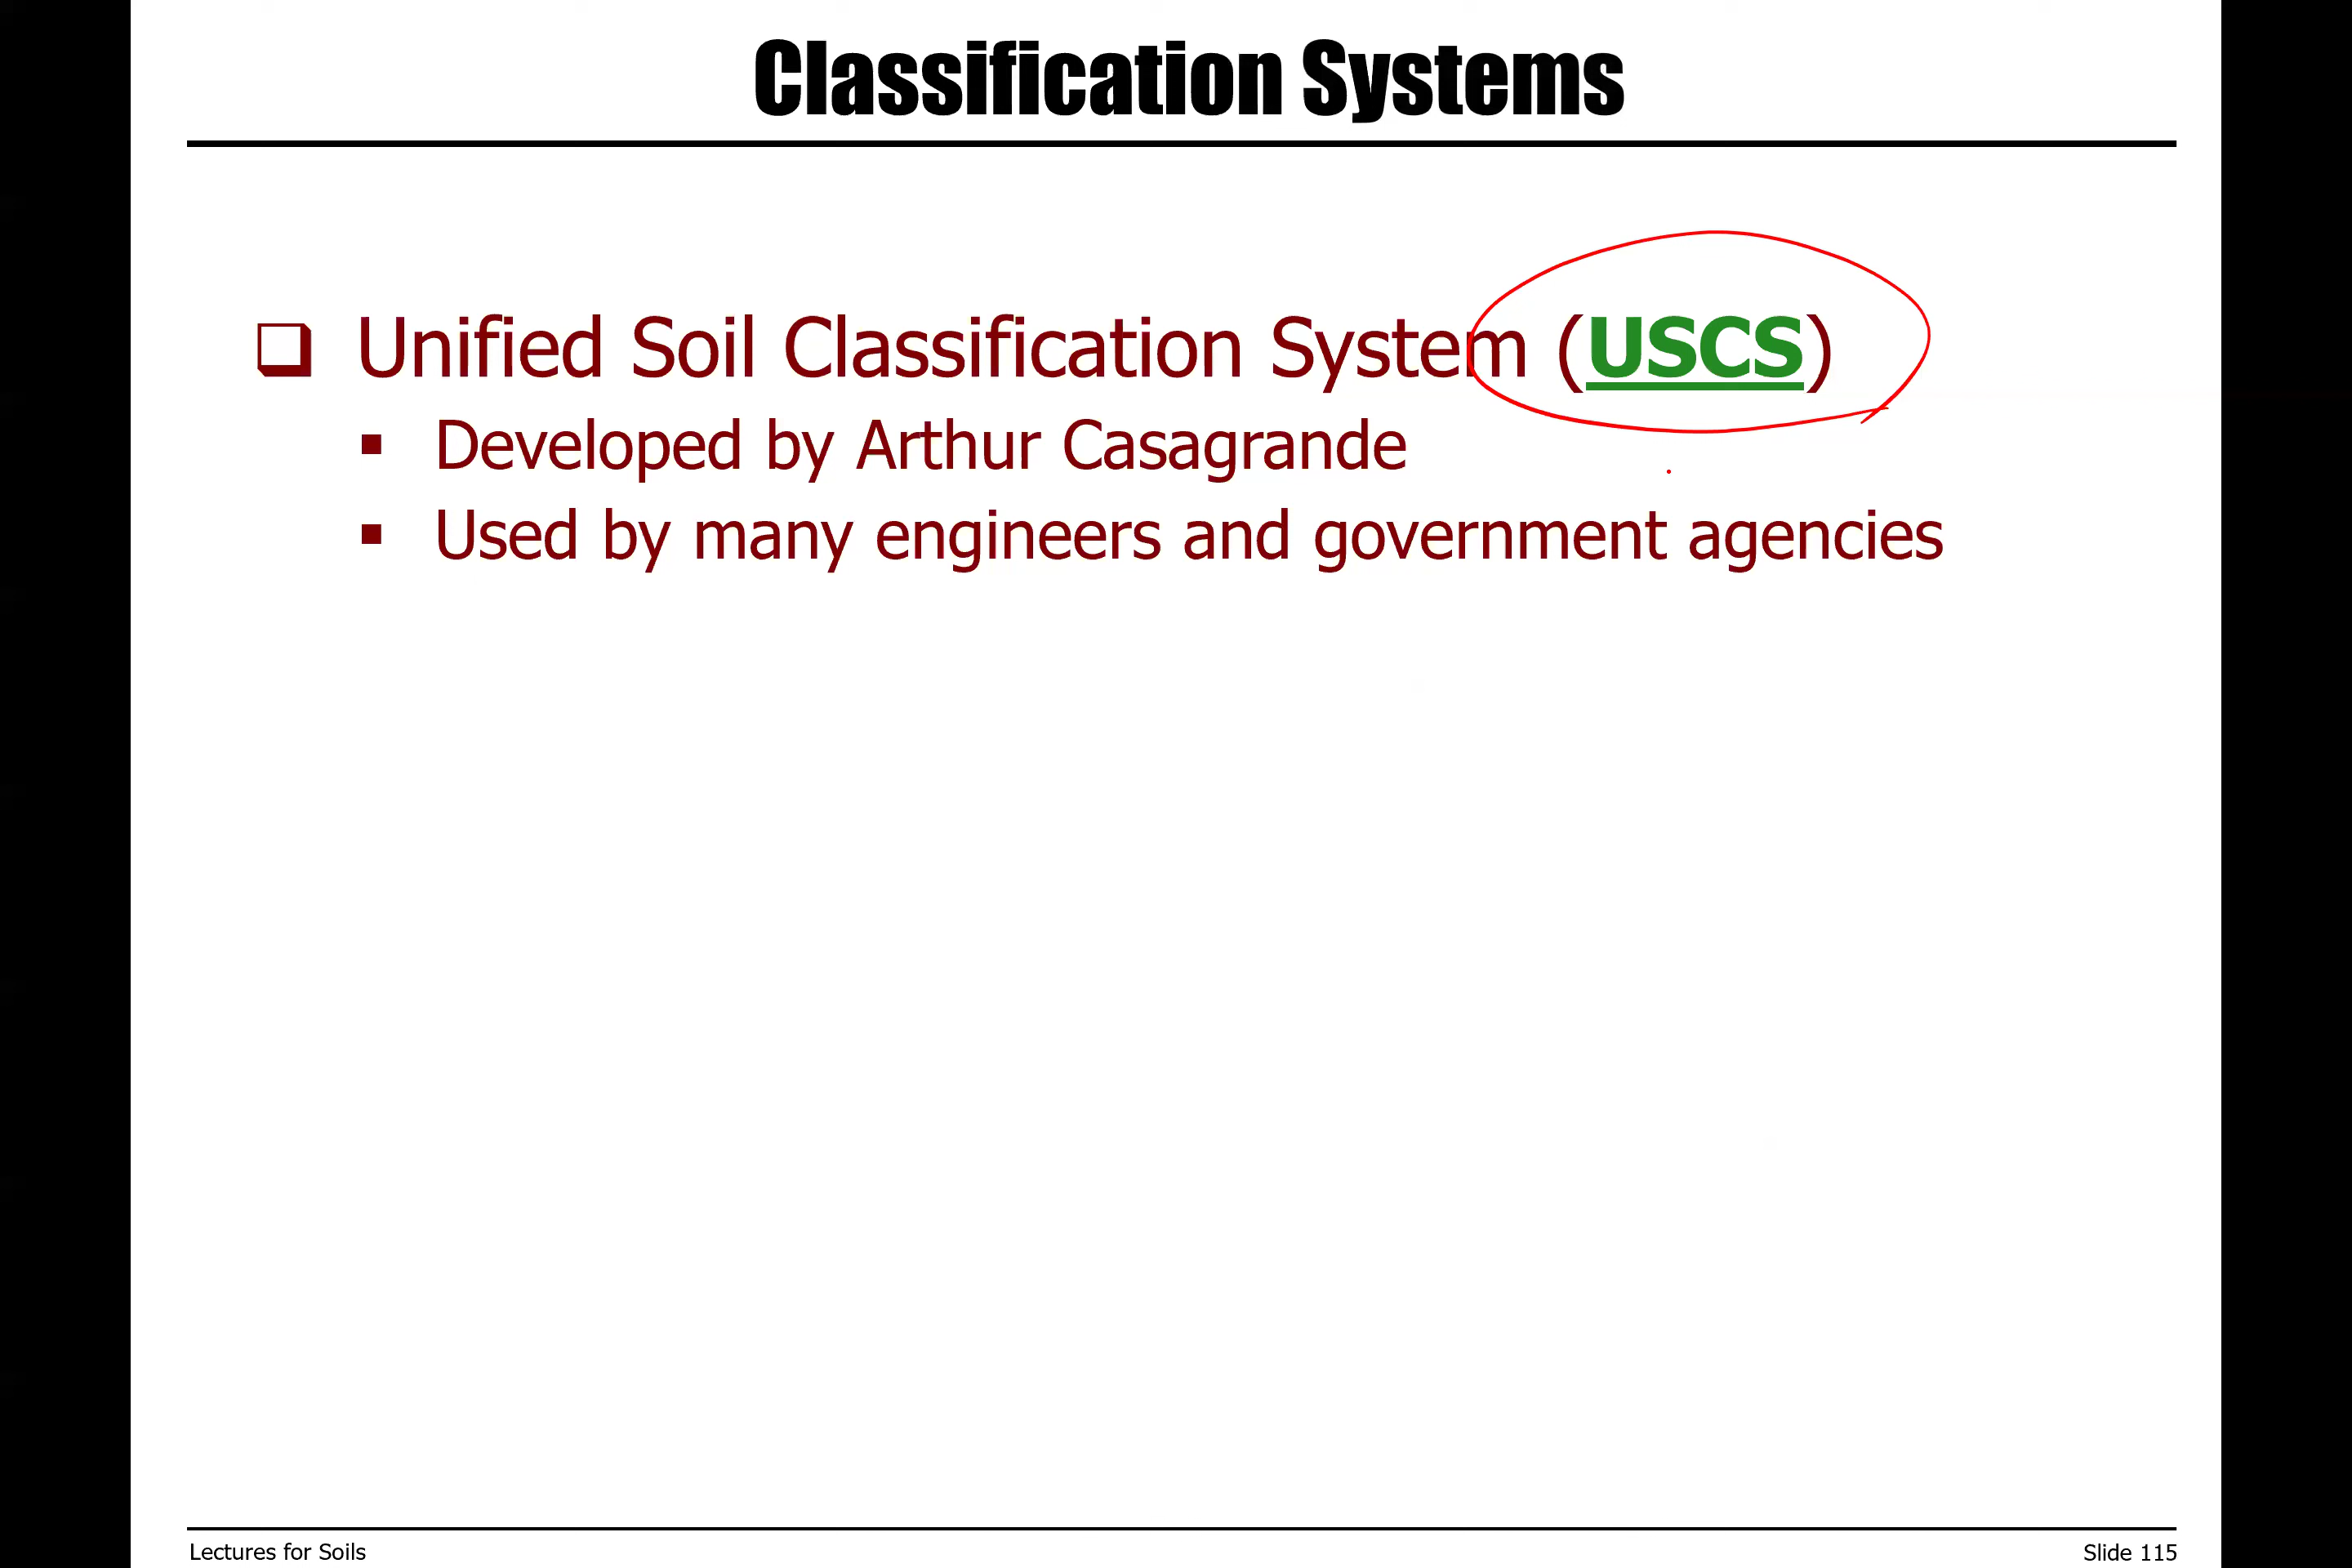 Classification Systems
Unified Soil Classification System (USCS)
Developed by Arthur Casagrande
Used by many engineers and government agencies
Lectures for Soils
Slide 115